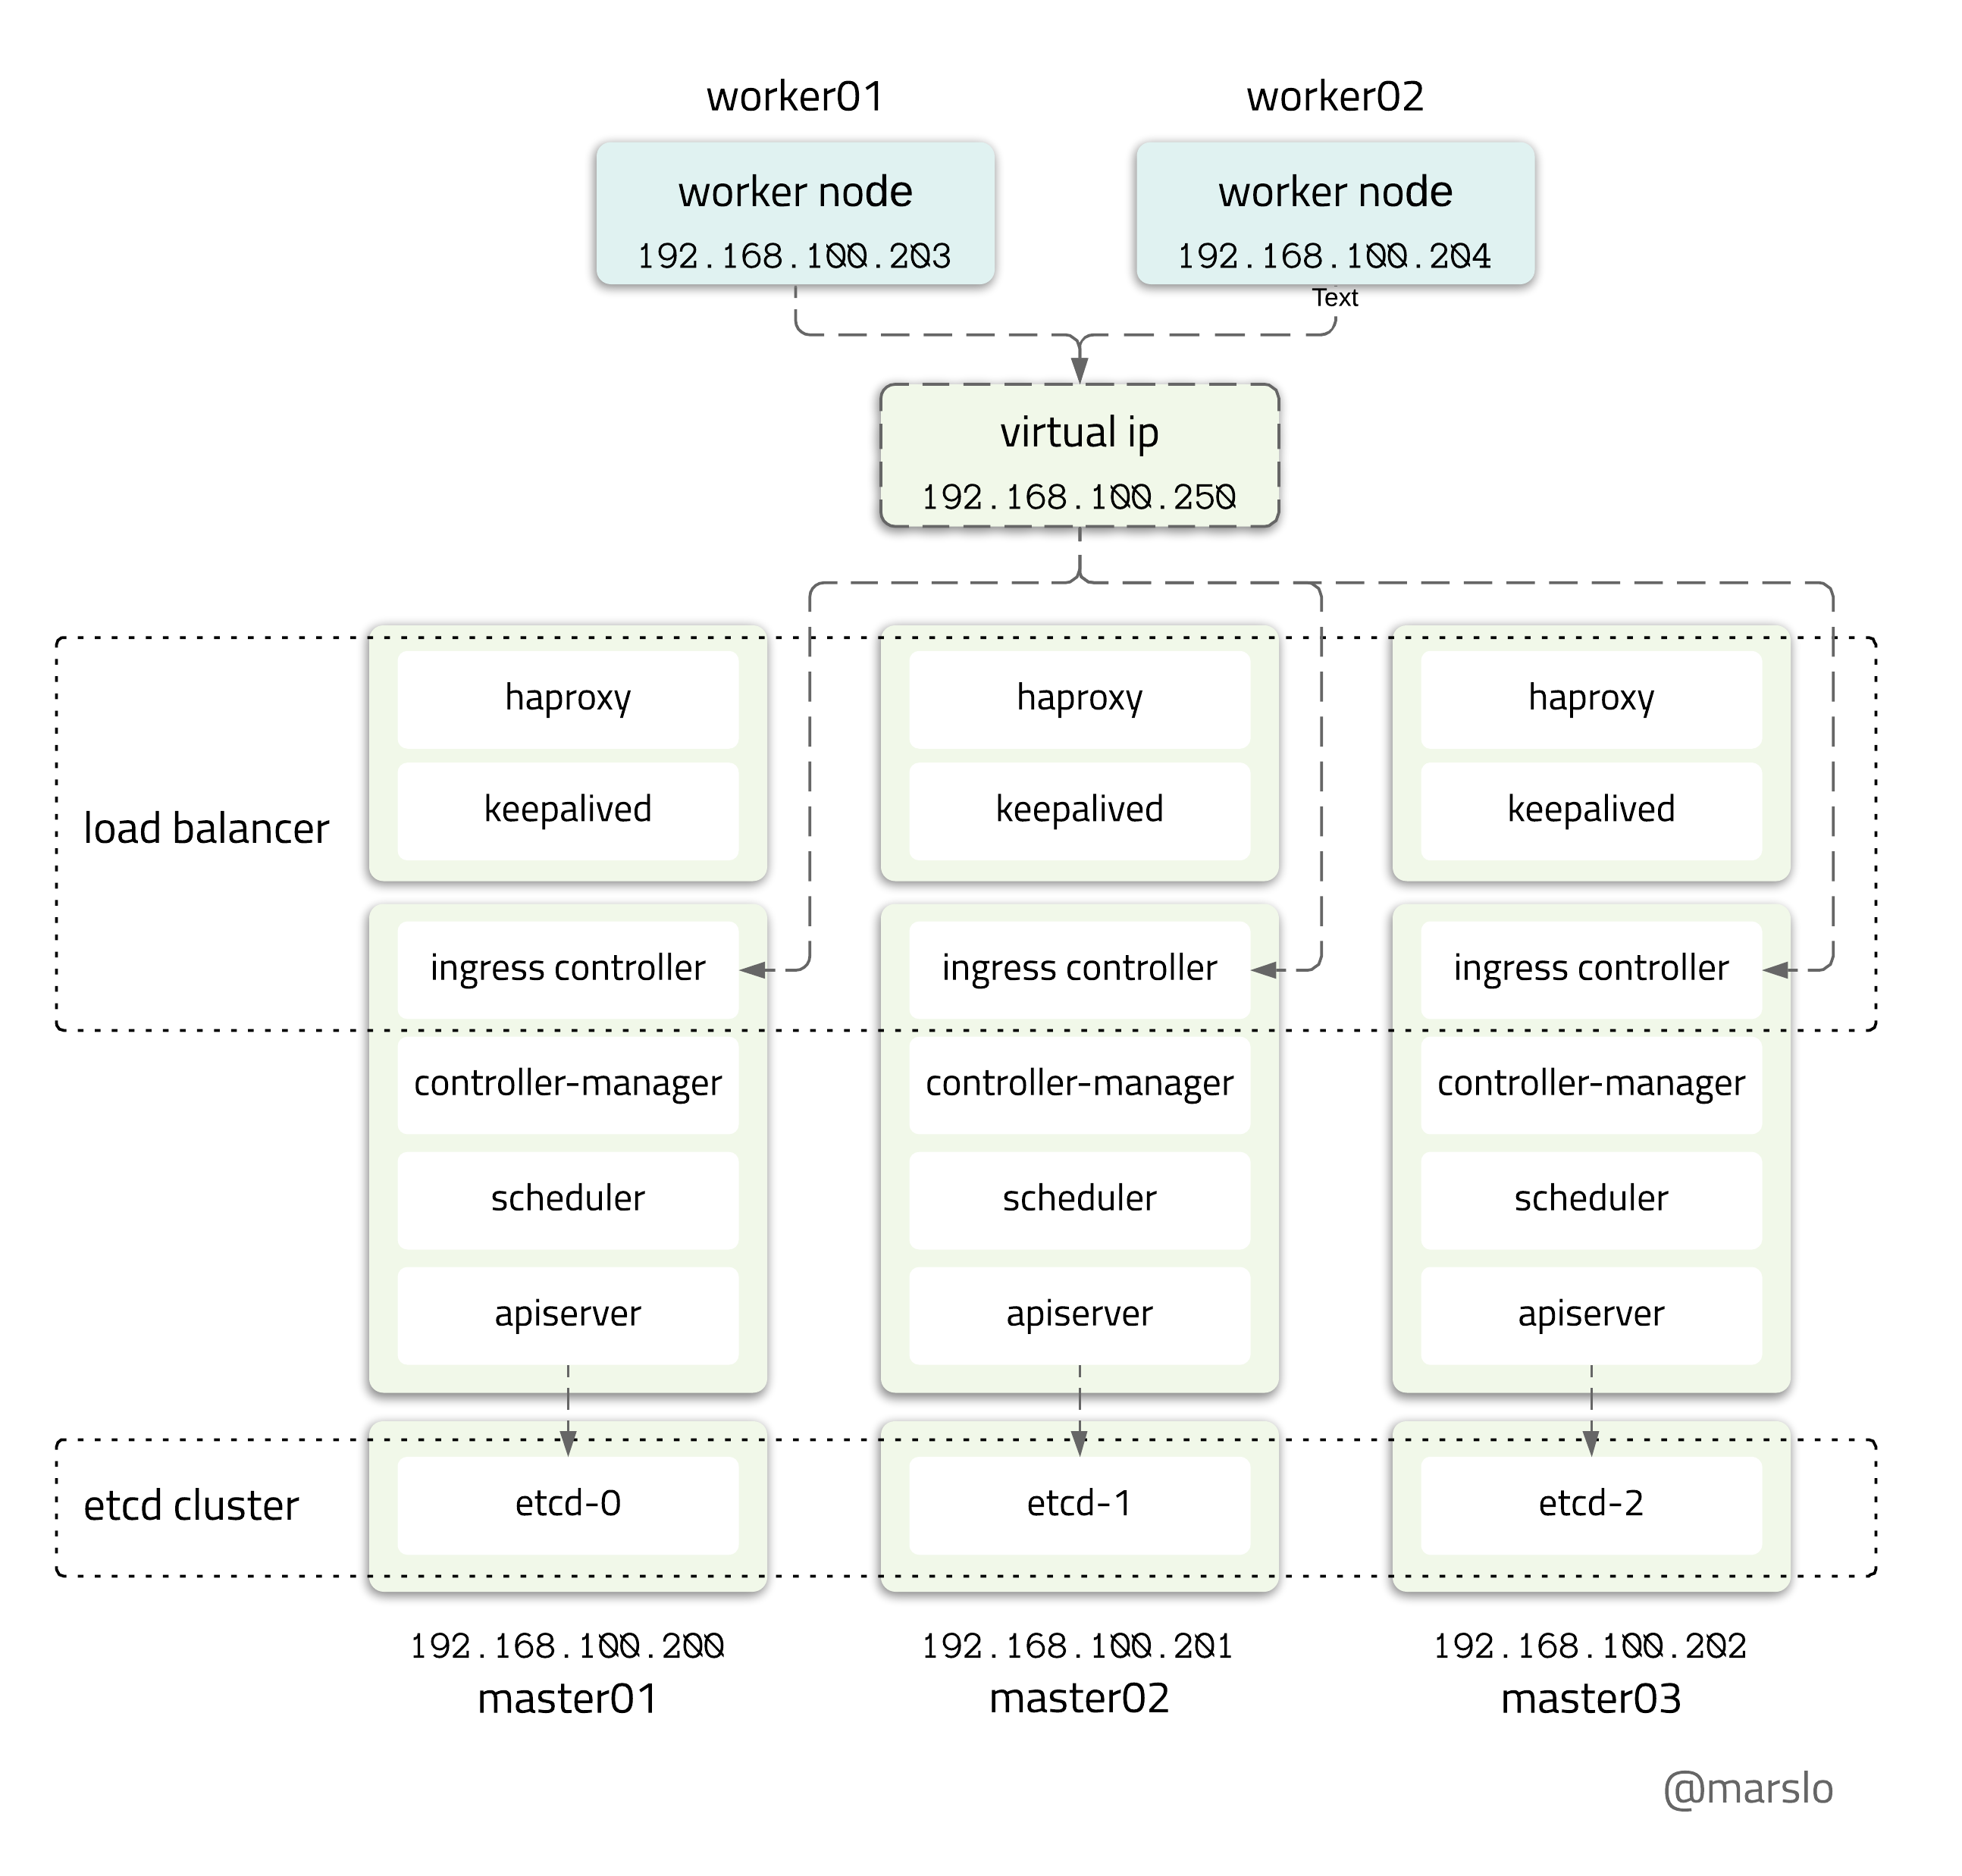 worker01
worker02
worker node
192.168.100.203
worker node
192.168.100.204
Text
virtual ip
192.168.100.250
load balancer
haproxy
haproxy
haproxy
keepalived
keepalived
keepalived
ingress controller
ingress controller
ingress controller
controller-manager
controller-manager
controller-manager
scheduler
scheduler
scheduler
apiserver
apiserver
apiserver
etcd cluster
etcd-0
etcd-1
etcd-2
192.168.100.200
master01
192.168.100.201
master02
192.168.100.202
master03
@marslo